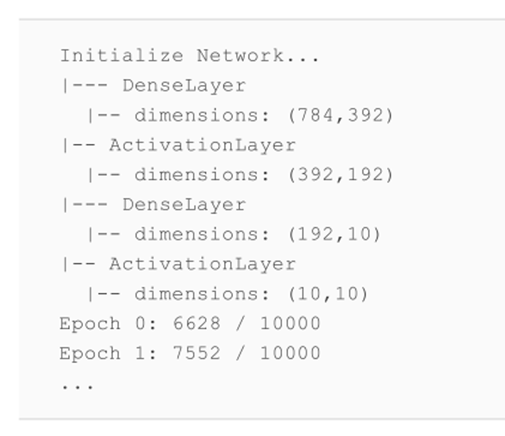 Initialize Network...
|--- DenseLayer
|-- dimensions: (784,392)
|-- ActivationLayer
|-- dimensions: (392,192)
|--- DenseLayer
|-- dimensions: (192,10)
|-- ActivationLayer
|-- dimensions: (10,10)
Epoch 0: 6628 / 10000
Epoch 1: 7552 / 10000
...